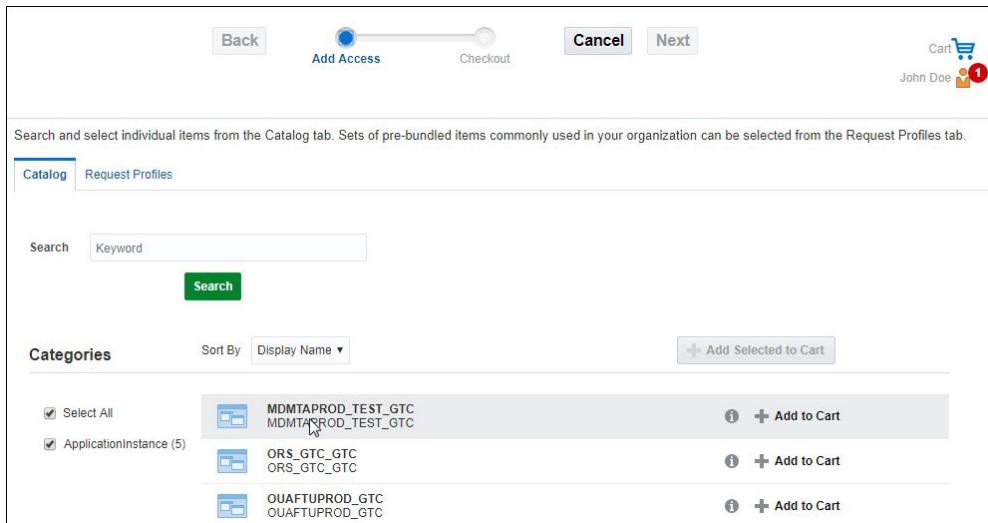 Back
Add Access
Checkout
Cancel
Next
Cart
John Doe
1
Search and select individual items from the Catalog tab. Sets of pre-bundled items commonly used in your organization can be selected from the Request Profiles tab.
Catalog
Request Profiles
Search
Keyword
Search
Categories
Sort By
Display Name
Add Selected to Cart
Select All
ApplicationInstance (5)
MDMTAPROD_TEST_GTC
MDMTAPROD_TEST_GTC
Add to Cart
ORS_GTC_GTC
ORS_GTC_GTC
Add to Cart
OUAFTUPROD_GTC
OUAFTUPROD_GTC
Add to Cart